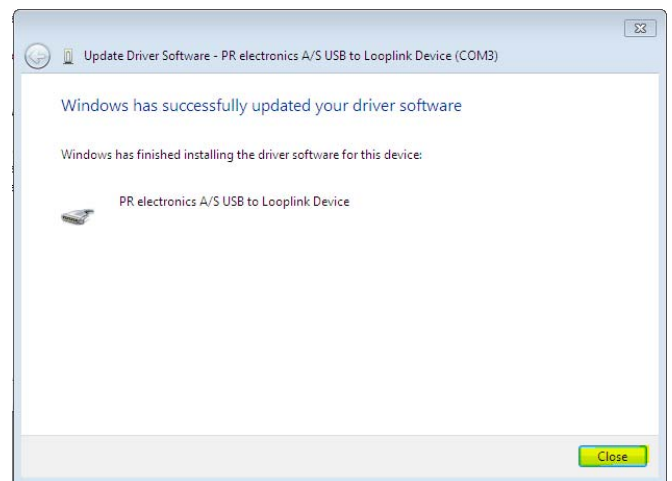 Update Driver Software - PR electronics A/S USB to Looplink Device (COM3)
Windows has successfully updated your driver software
Windows has finished installing the driver software for this device:
PR electronics A/S USB to Looplink Device
Close